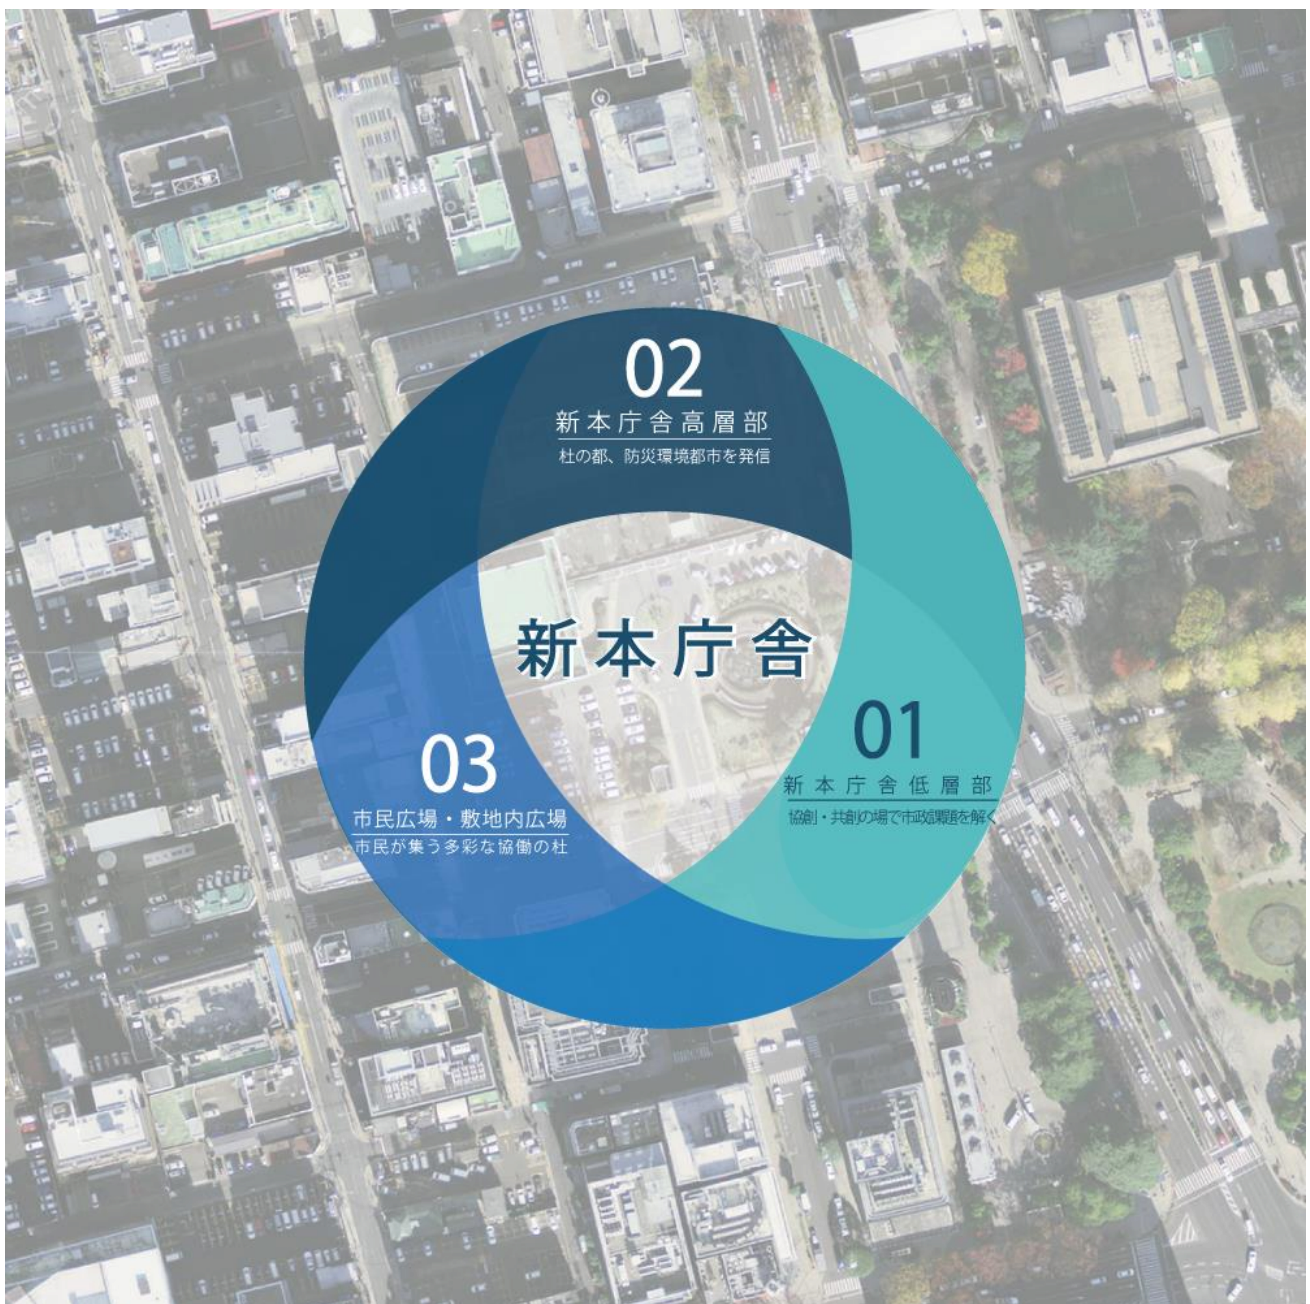 02
新本庁舎高層部
杜の都、防災環境都市を発信
新本庁舎
01
新本庁舎低層部
協創・共創の場で市政課題を解く
03
市民広場・敷地内広場
市民が集う多彩な協働の杜